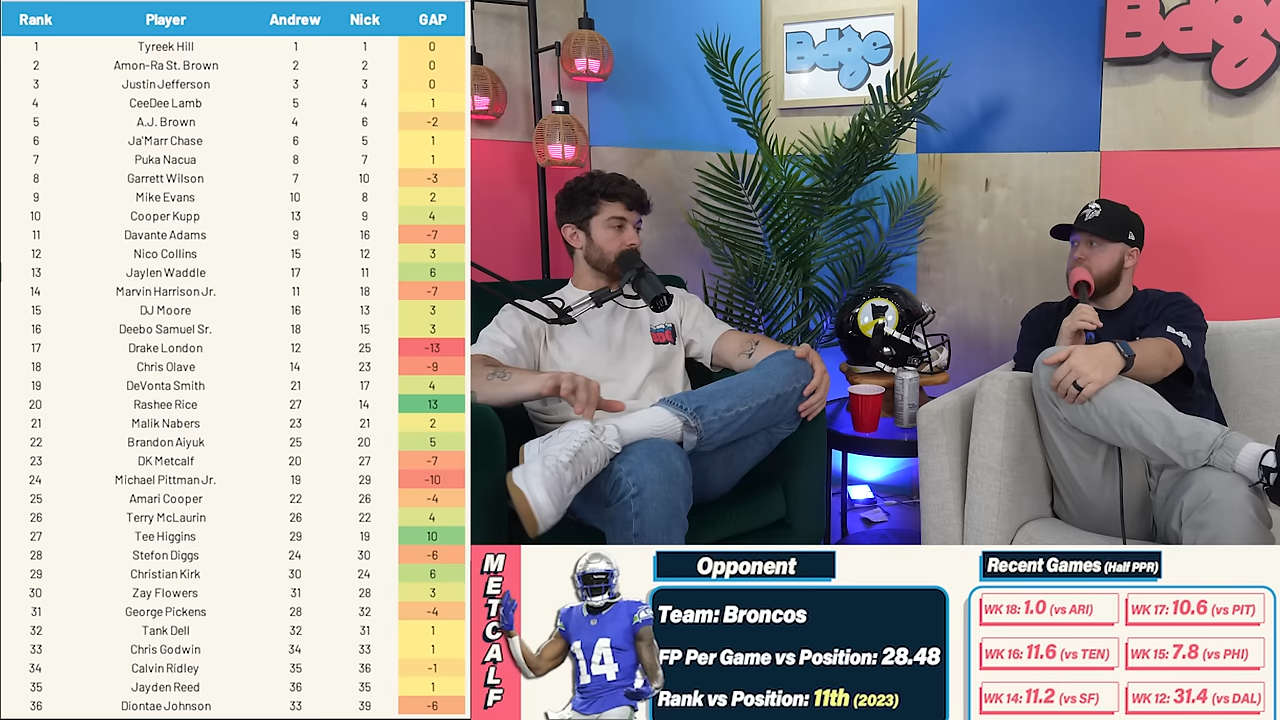 Rank Player Andrew Nick GAP
1 Tyreek Hill 1 1 0
2 Amon-Ra St. Brown 2 2 0
3 Justin Jefferson 3 3 0
4 CeeDee Lamb 5 4 1
5 A.J. Brown 4 6 -2
6 Ja'Marr Chase 6 5 1
7 Puka Nacua 8 7 1
8 Garrett Wilson 7 10 -3
9 Mike Evans 10 8 2
10 Cooper Kupp 13 9 4
11 Davante Adams 9 16 -7
12 Nico Collins 15 12 3
13 Jaylen Waddle 17 11 6
14 Marvin Harrison Jr. 11 18 -7
15 DJ Moore 16 13 3
16 Deebo Samuel Sr. 18 15 3
17 Drake London 12 25 -13
18 Chris Olave 14 23 -9
19 DeVonta Smith 21 17 4
20 Rashee Rice 27 14 13
21 Malik Nabers 23 21 2
22 Brandon Aiyuk 25 20 5
23 DK Metcalf 20 27 -7
24 Michael Pittman Jr. 19 29 -10
25 Amari Cooper 22 26 -4
26 Terry McLaurin 26 22 4
27 Tee Higgins 29 19 10
28 Stefon Diggs 24 30 -6
29 Christian Kirk 30 24 6
30 Zay Flowers 31 28 3
31 George Pickens 28 32 -4
32 Tank Dell 32 31 1
33 Chris Godwin 34 33 1
34 Calvin Ridley 35 36 -1
35 Jayden Reed 36 35 1
36 Diontae Johnson 33 39 -6
Bdge
Bdge
METCALF
14
Opponent
Team: Broncos
FP Per Game vs Position: 28.48
Rank vs Position: 11th (2023)
Recent Games (Half PPR)
WK 18: 1.0 (vs ARI) WK 17: 10.6 (vs PIT)
WK 16: 11.6 (vs TEN) WK 15: 7.8 (vs PHI)
WK 14: 11.2 (vs SF) WK 12: 31.4 (vs DAL)